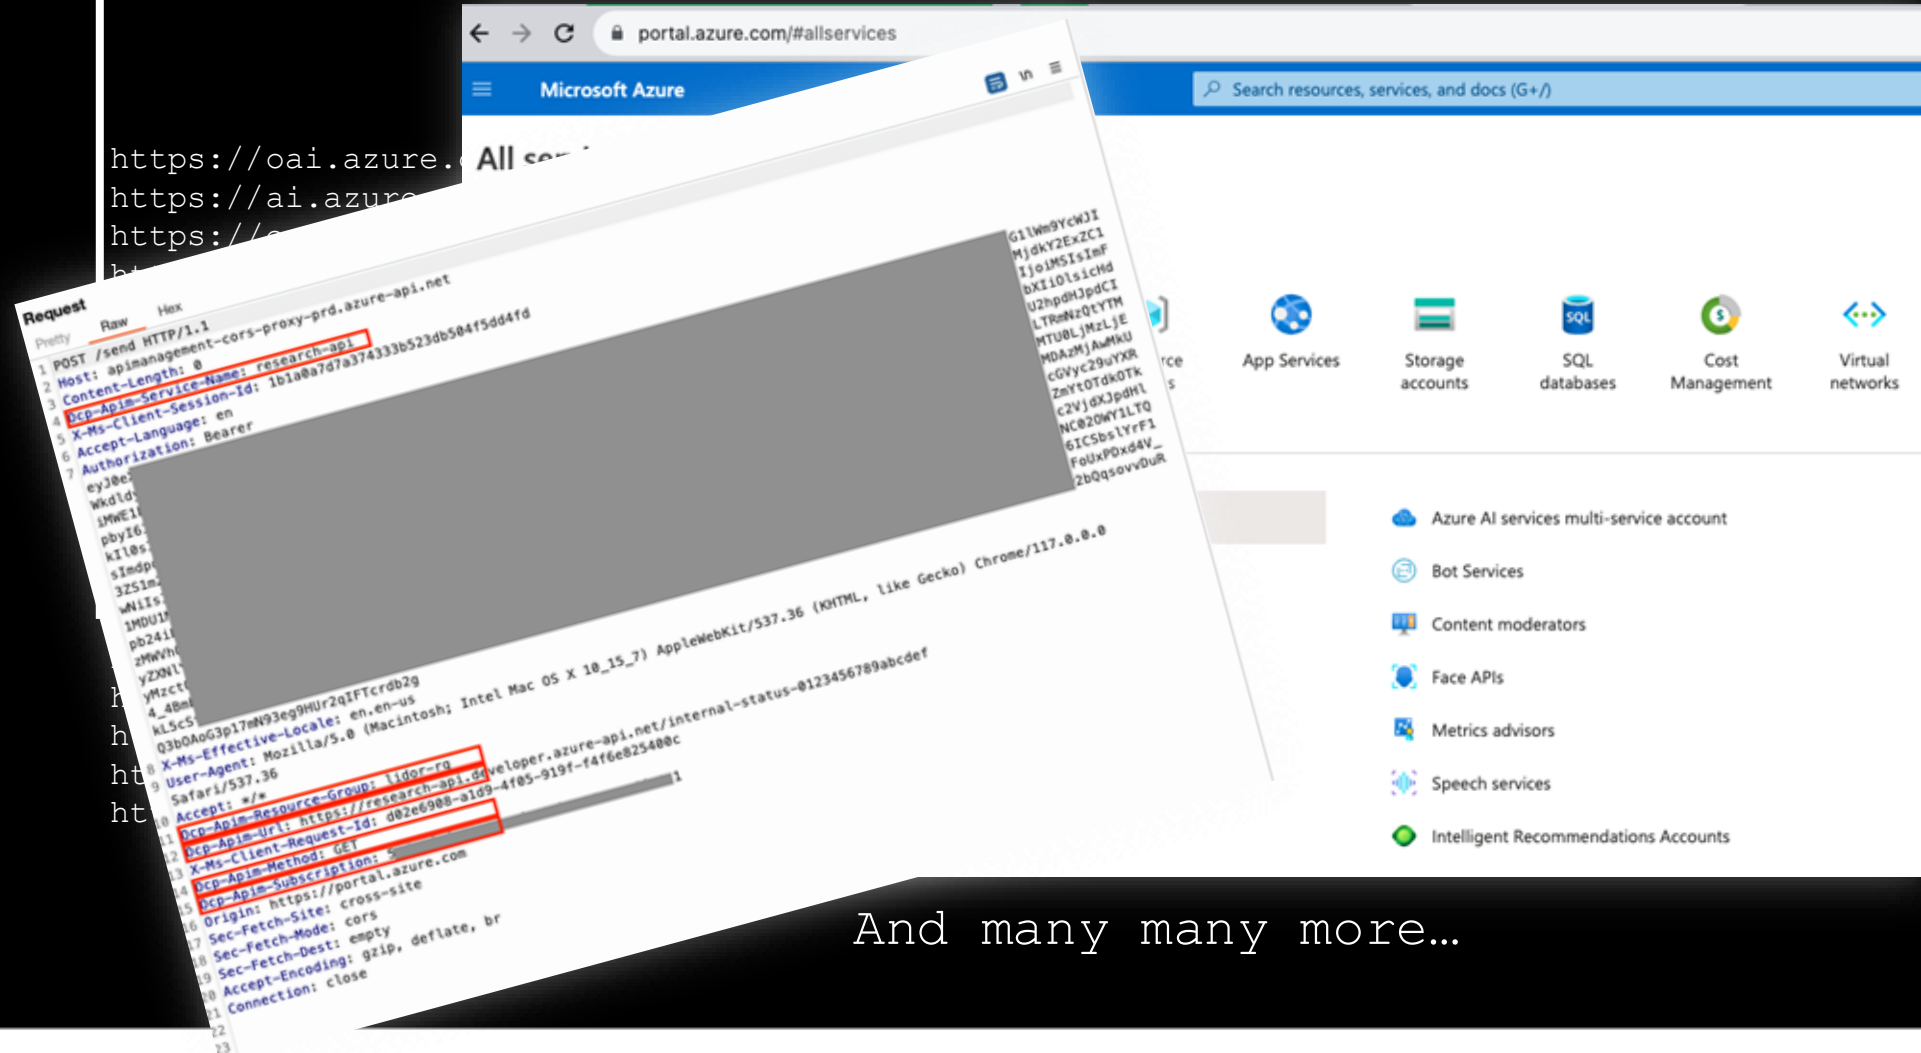 portal.azure.com/#allservices
Microsoft Azure
Search resources, services, and docs (G+/)
All
https://oai.azure.
https://ai.azure
https://
Request
Pretty Raw Hex
\n
1 POST /send HTTP/1.1
2 Host: apimanagement-cors-proxy-prd.azure-api.net
3 Content-Length: 0
4 Ocp-Apim-Service-Name: research-api
5 X-Ms-Client-Session-Id: 1b1a0a7d7a374333b523db504f5dd4fd
6 Accept-Language: en
7 Authorization: Bearer
8 X-Ms-Effective-Locale: en.en-us
9 User-Agent: Mozilla/5.0 (Macintosh; Intel Mac OS X 10_15_7) AppleWebKit/537.36 (KHTML, like Gecko) Chrome/117.0.0.0
Safari/537.36
10 Accept: */*
11 Ocp-Apim-Resource-Group: lidor-rg
12 Ocp-Apim-Url: https://research-api.developer.azure-api.net/internal-status-0123456789abcdef
13 X-Ms-Client-Request-Id: d02e6908-a1d9-4f05-919f-f4f6e825400c
14 Ocp-Apim-Method: GET
15 Ocp-Apim-Subscription: 5 1
16 Origin: https://portal.azure.com
17 Sec-Fetch-Site: cross-site
18 Sec-Fetch-Mode: cors
19 Sec-Fetch-Dest: empty
20 Accept-Encoding: gzip, deflate, br
21 Connection: close
22
23
App Services
Storage accounts
SQL databases
Cost Management
Virtual networks
Azure AI services multi-service account
Bot Services
Content moderators
Face APIs
Metrics advisors
Speech services
Intelligent Recommendations Accounts
And many many more…